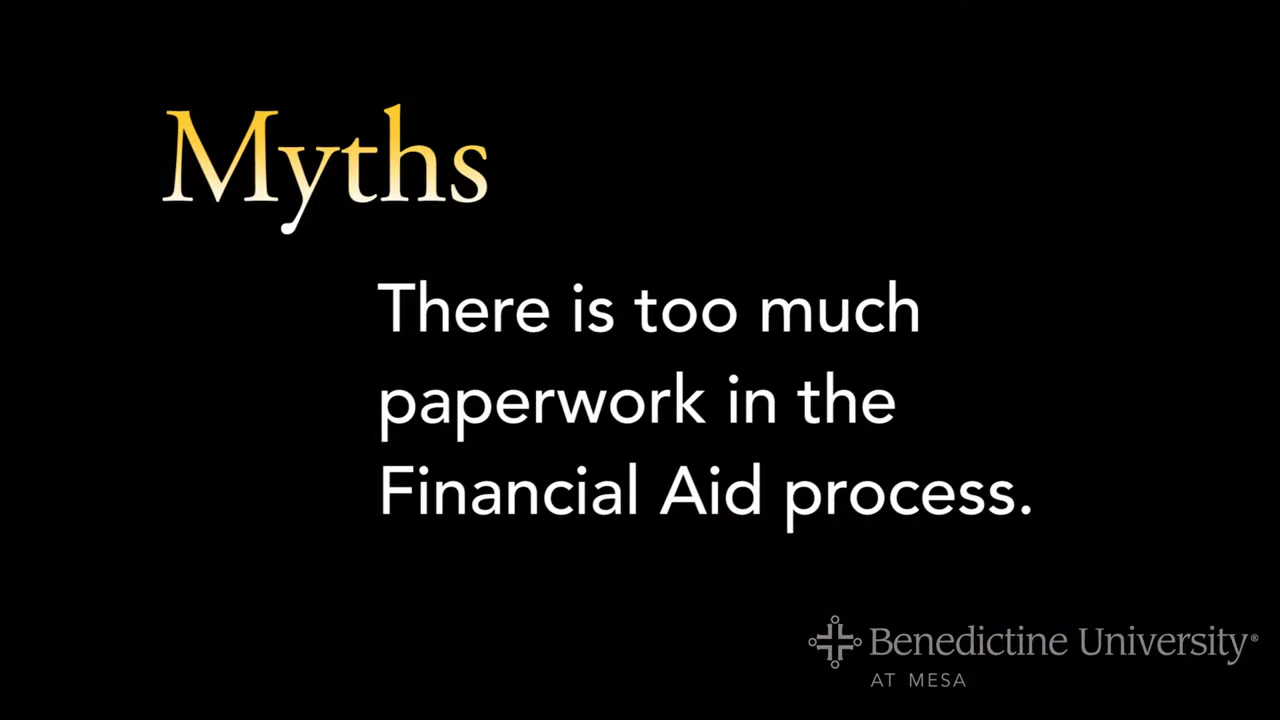 Myths
There is too much
paperwork in the
Financial Aid process.
Benedictine University®
AT MESA